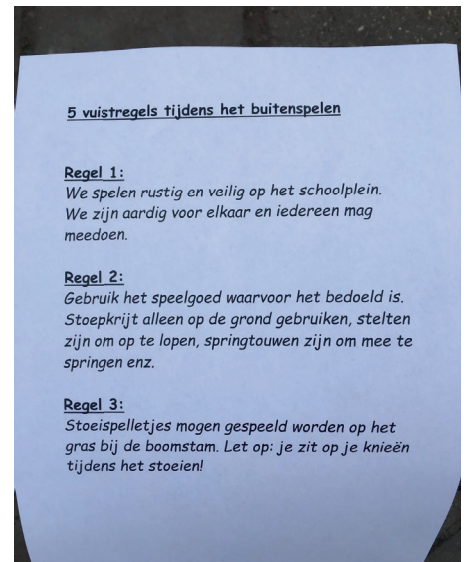 5 vuistregels tijdens het buitenspelen
Regel 1:
We spelen rustig en veilig op het schoolplein.
We zijn aardig voor elkaar en iedereen mag
meedoen.
Regel 2:
Gebruik het speelgoed waarvoor het bedoeld is.
Stoepkrijt alleen op de grond gebruiken, stelten
zijn om op te lopen, springtouwen zijn om mee te
springen enz.
Regel 3:
Stoeispelletjes mogen gespeeld worden op het
gras bij de boomstam. Let op: je zit op je knieën
tijdens het stoeien!